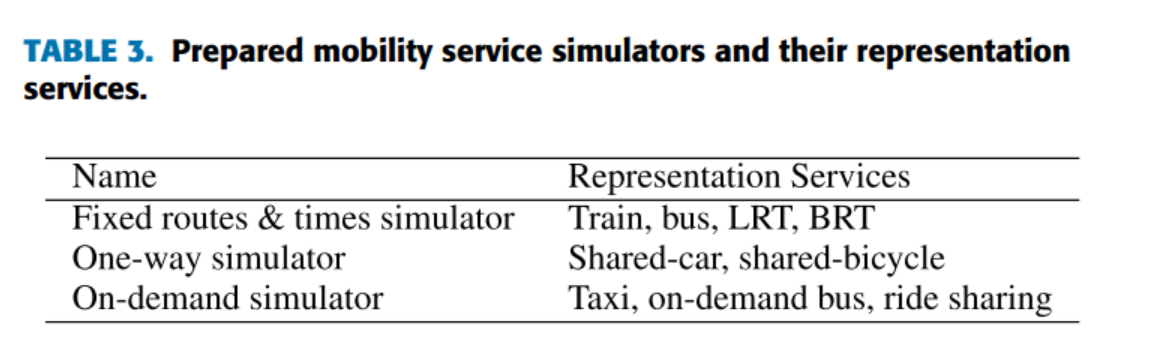 TABLE 3. Prepared mobility service simulators and their representation
services.
Name Representation Services
Fixed routes & times simulator Train, bus, LRT, BRT
One-way simulator Shared-car, shared-bicycle
On-demand simulator Taxi, on-demand bus, ride sharing